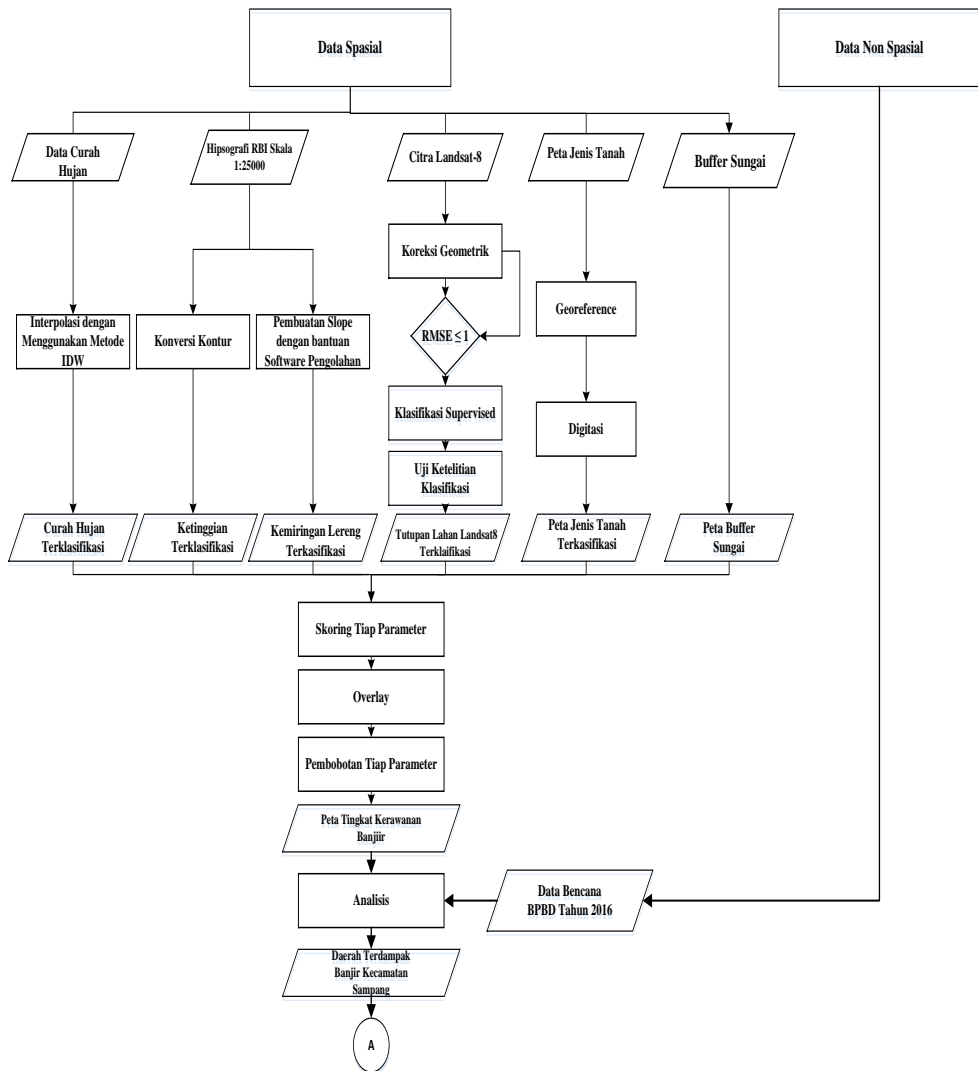 Data Spasial
Data Non Spasial
Data Curah
Hujan
Hipsografi RBI Skala
1:25000
Citra Landsat-8
Peta Jenis Tanah
Buffer Sungai
Koreksi Geometrik
Georeference
Interpolasi dengan
Menggunakan Metode
IDW
Konversi Kontur
Pembuatan Slope
dengan bantuan
Software Pengolahan
RMSE ≤ 1
Klasifikasi Supervised
Digitasi
Uji Ketelitian
Klasifikasi
Curah Hujan
Terklasifikasi
Ketinggian
Terklasifikasi
Kemiringan Lereng
Terkasifikasi
Tutupan Lahan Landsat8
Terklaifikasi
Peta Jenis Tanah
Terkasifikasi
Peta Buffer
Sungai
Skoring Tiap Parameter
Overlay
Pembobotan Tiap Parameter
Peta Tingkat Kerawanan
Banjiir
Analisis
Data Bencana
BPBD Tahun 2016
Daerah Terdampak
Banjir Kecamatan
Sampang
A